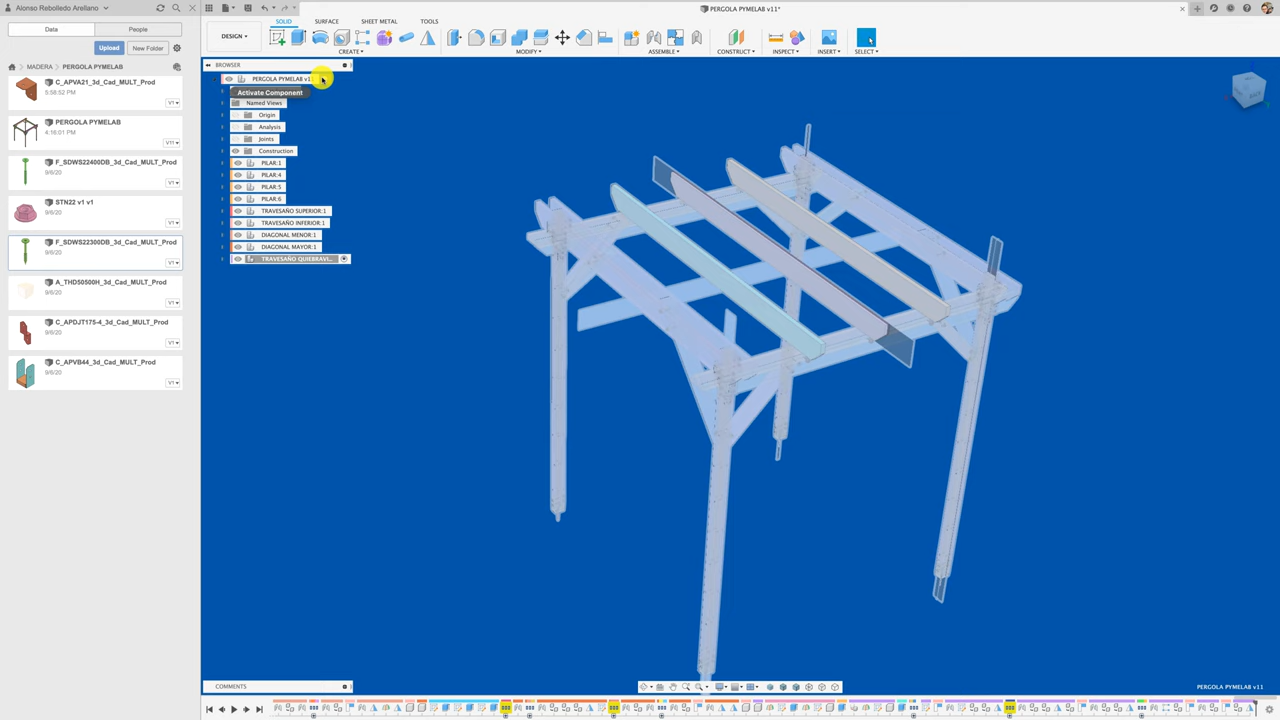 Alonso Rebolledo Arellano
PERGOLA PYMELAB v11*
Data
People
Upload
New Folder
MADERA
PERGOLA PYMELAB
C_APVA21_3d_Cad_MULT_Prod
5:58:52 PM
V1
PERGOLA PYMELAB
4:16:01 PM
V11
F_SDWS22400DB_3d_Cad_MULT_Prod
9/6/20
V1
STN22 v1 v1
9/6/20
V1
F_SDWS22300DB_3d_Cad_MULT_Prod
9/6/20
V1
A_THD50500H_3d_Cad_MULT_Prod
9/6/20
V1
C_APDJT175-4_3d_Cad_MULT_Prod
9/6/20
V1
C_APVB44_3d_Cad_MULT_Prod
9/6/20
V1
DESIGN
SOLID
SURFACE
SHEET METAL
TOOLS
CREATE
MODIFY
ASSEMBLE
CONSTRUCT
INSPECT
INSERT
SELECT
BROWSER
PERGOLA PYMELAB v11
Activate Component
Named Views
Origin
Analysis
Joints
Construction
PILAR:1
PILAR:4
PILAR:5
PILAR:6
TRAVESAÑO SUPERIOR:1
TRAVESAÑO INFERIOR:1
DIAGONAL MENOR:1
DIAGONAL MAYOR:1
TRAVESAÑO QUIEBRAVI...
COMMENTS
PERGOLA PYMELAB v11